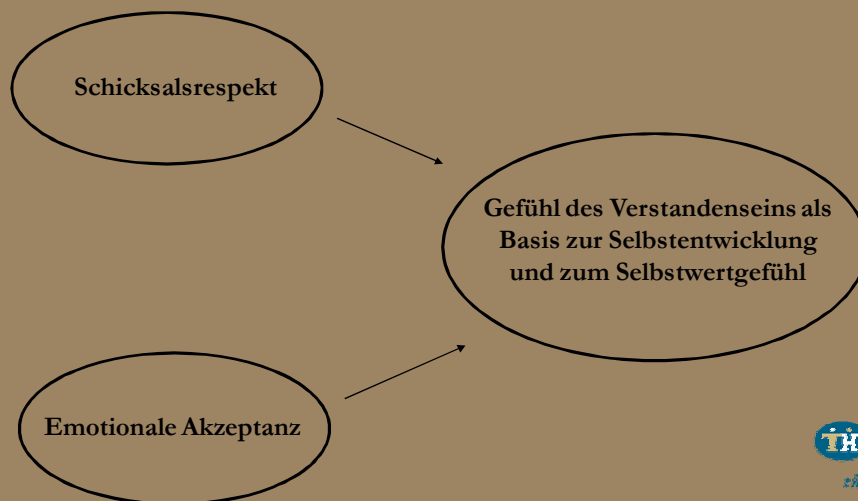 Schicksalsrespekt
Gefühl des Verstandenseins als
Basis zur Selbstentwicklung
und zum Selbstwertgefühl
Emotionale Akzeptanz